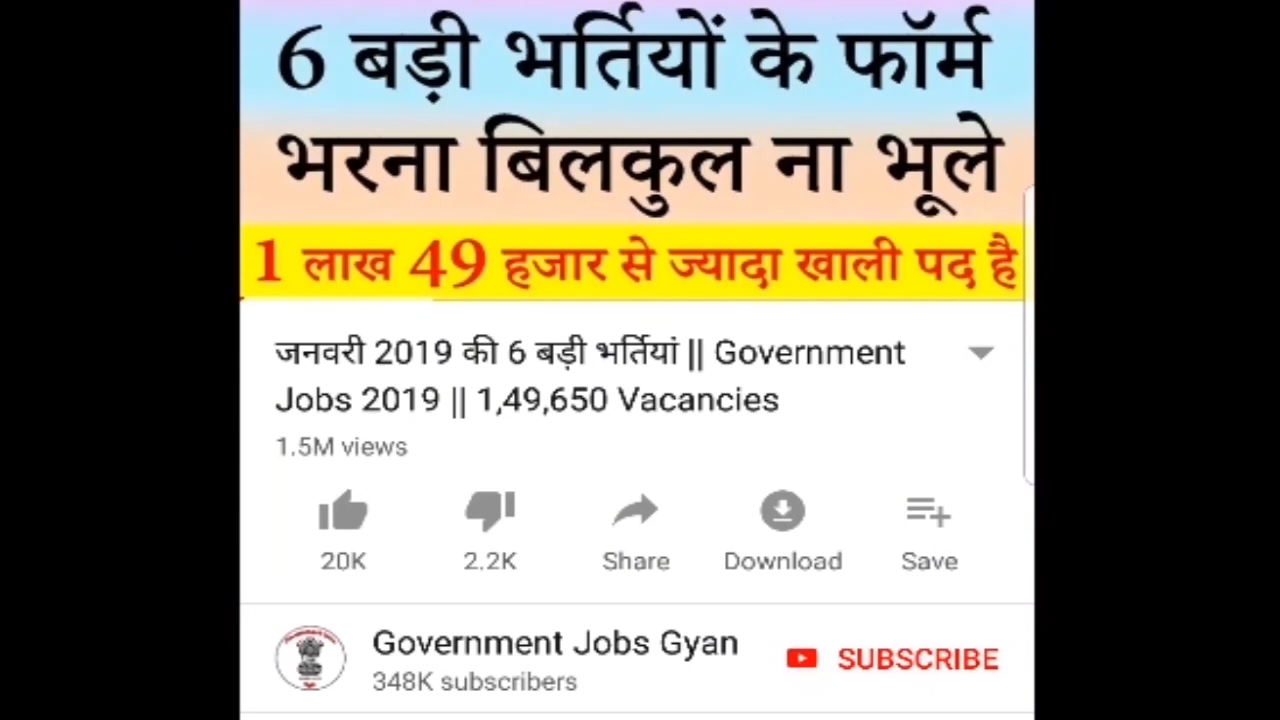 6 बड़ी भर्तियों के फॉर्म
भरना बिलकुल ना भूले
1 लाख 49 हजार से ज्यादा खाली पद है
जनवरी 2019 की 6 बड़ी भर्तियां || Government
Jobs 2019 || 1,49,650 Vacancies
1.5M views
20K 2.2K Share Download Save
Government Jobs Gyan
SUBSCRIBE
348K subscribers